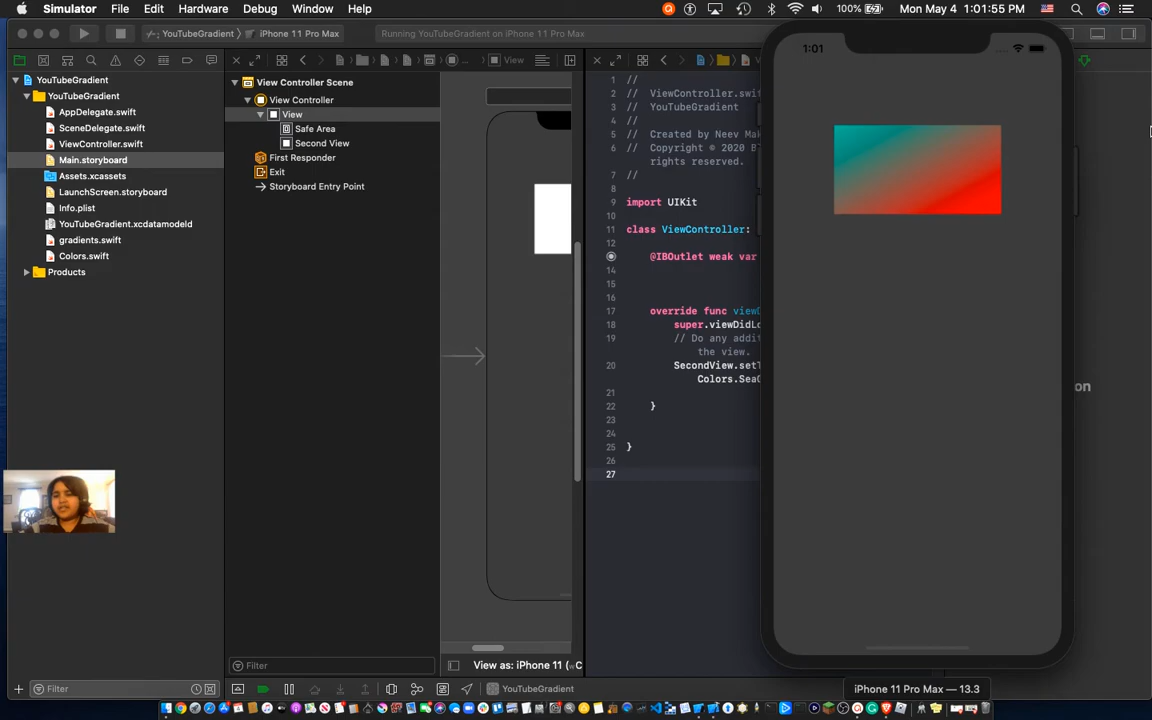 Simulator File Edit Hardware Debug Window Help 100% Mon May 4 1:01:55 PM
YouTubeGradient iPhone 11 Pro Max Running YouTubeGradient on iPhone 11 Pro Max
1:01
View
YouTubeGradient
YouTubeGradient
AppDelegate.swift
SceneDelegate.swift
ViewController.swift
Main.storyboard
Assets.xcassets
LaunchScreen.storyboard
Info.plist
YouTubeGradient.xcdatamodeld
gradients.swift
Colors.swift
Products
View Controller Scene
View Controller
View
Safe Area
Second View
First Responder
Exit
Storyboard Entry Point
1 //
2 // ViewController.swif
3 // YouTubeGradient
4 //
5 // Created by Neev Mak
6 // Copyright © 2020 B
rights reserved.
7 //
8
9 import UIKit
10
11 class ViewController:
12
@IBOutlet weak var
14
15
16
17 override func viewD
18 super.viewDidLo
19 // Do any addit
the view.
20 SecondView.setT
Colors.SeaG
21
22 }
23
24
25 }
26
27
on
Filter
View as: iPhone 11 (wC
Filter
YouTubeGradient
iPhone 11 Pro Max — 13.3